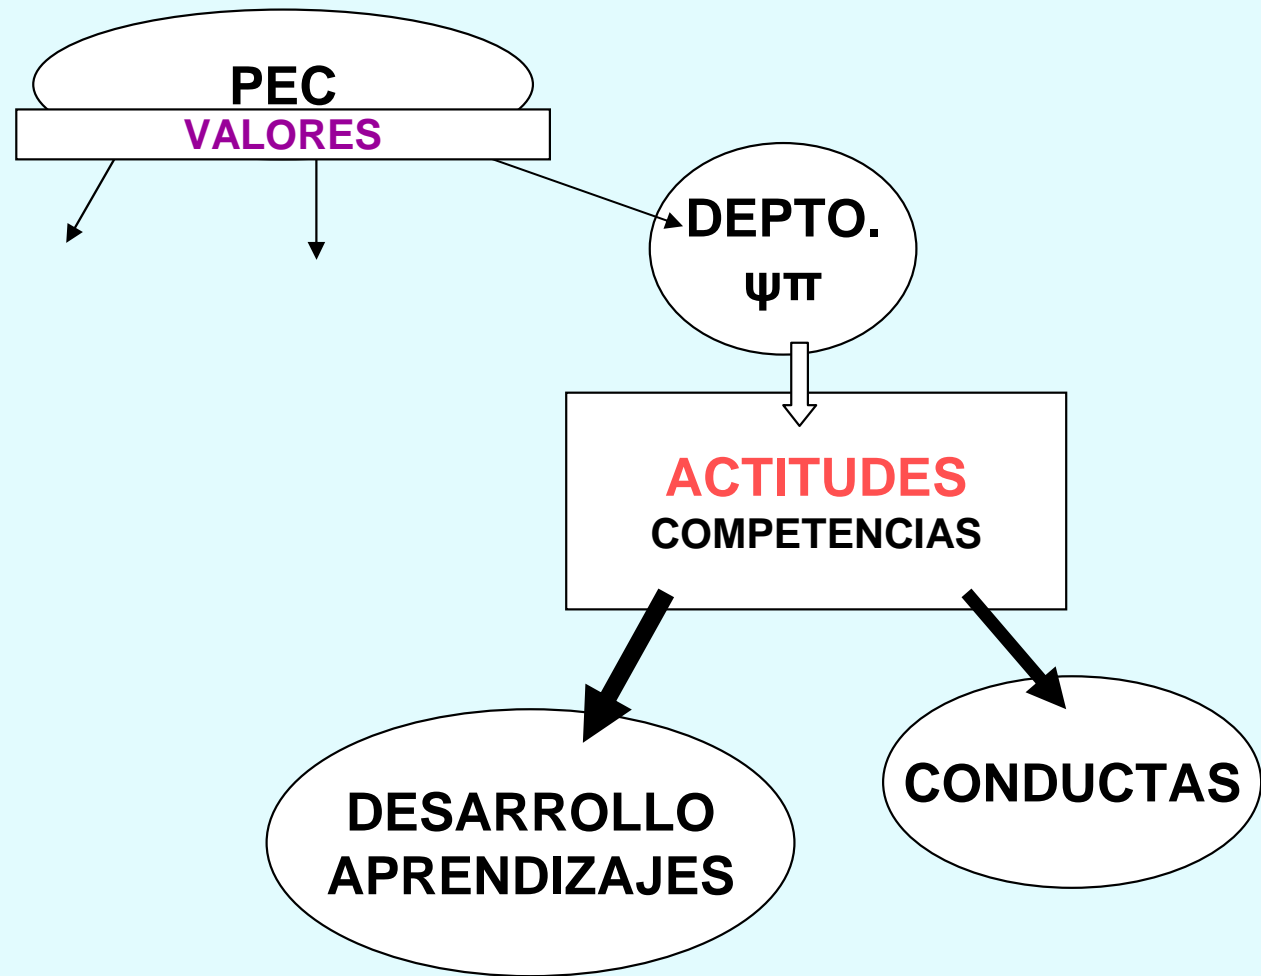 PEC
VALORES
DEPTO.
ψπ
ACTITUDES
COMPETENCIAS
CONDUCTAS
DESARROLLO
APRENDIZAJES